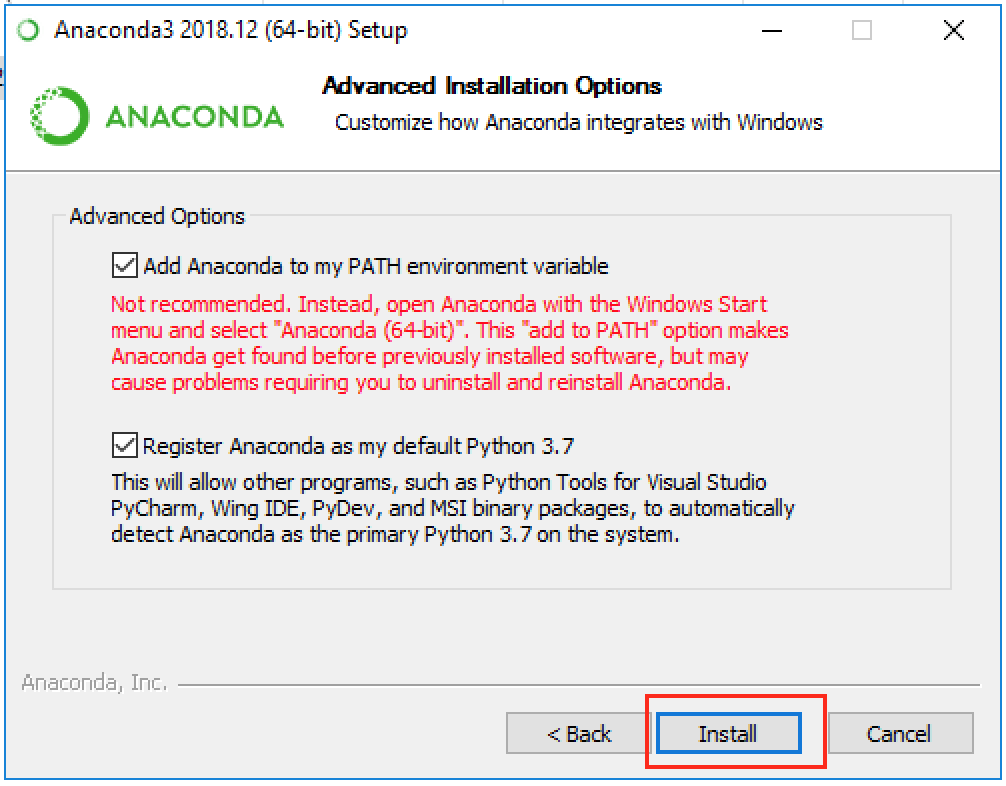 Anaconda3 2018.12 (64-bit) Setup
ANACONDA
Advanced Installation Options
Customize how Anaconda integrates with Windows
Advanced Options
Add Anaconda to my PATH environment variable
Not recommended. Instead, open Anaconda with the Windows Start
menu and select "Anaconda (64-bit)". This "add to PATH" option makes
Anaconda get found before previously installed software, but may
cause problems requiring you to uninstall and reinstall Anaconda.
Register Anaconda as my default Python 3.7
This will allow other programs, such as Python Tools for Visual Studio
PyCharm, Wing IDE, PyDev, and MSI binary packages, to automatically
detect Anaconda as the primary Python 3.7 on the system.
Anaconda, Inc.
< Back
Install
Cancel